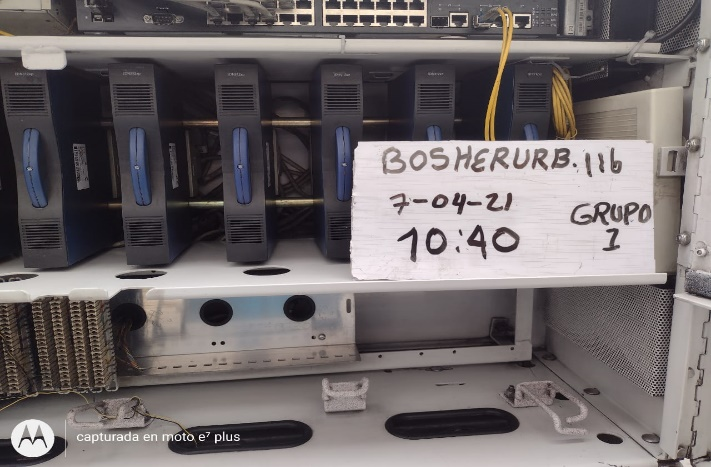 BOSHERURB.116
7-04-21
GRUPO
1
10:40
capturada en moto e⁷ plus